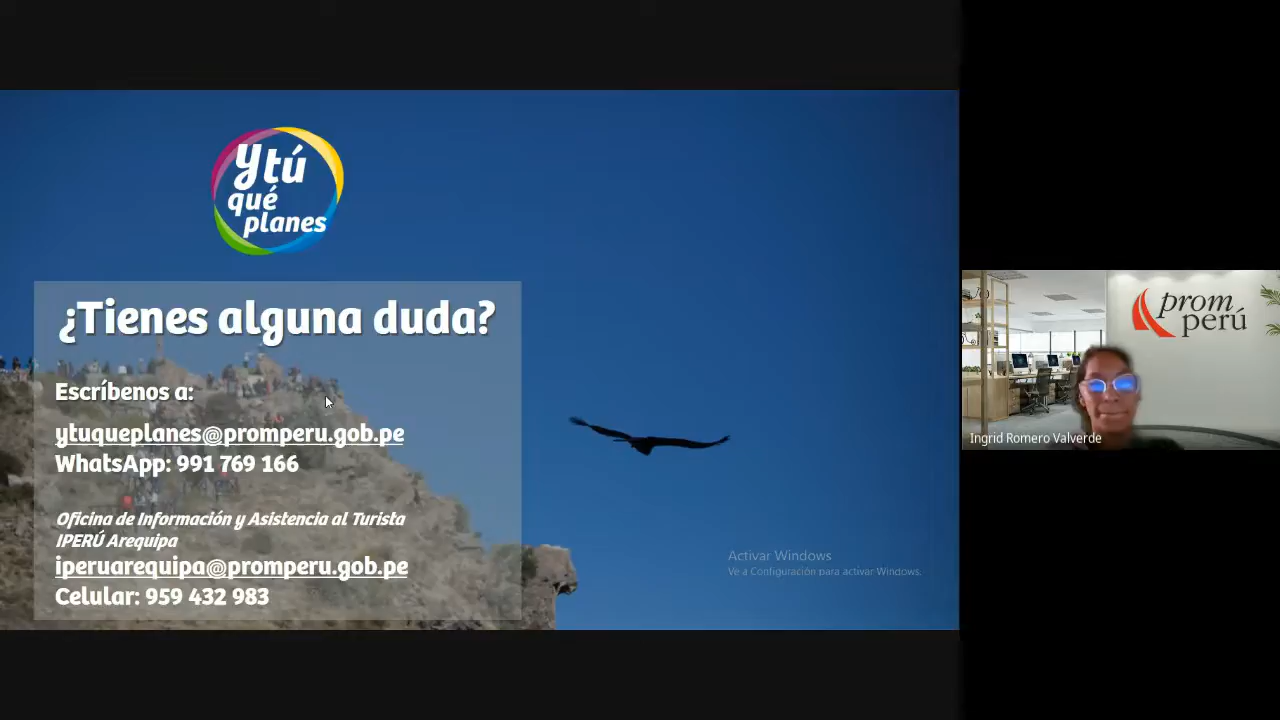 ytú
qué
planes
¿Tienes alguna duda?
Escríbenos a:
ytuqueplanes@promperu.gob.pe
WhatsApp: 991 769 166
Oficina de Información y Asistencia al Turista
IPERÚ Arequipa
iperuarequipa@promperu.gob.pe
Celular: 959 432 983
Activar Windows
Ve a Configuración para activar Windows.
prom
perú
Ingrid Romero Valverde